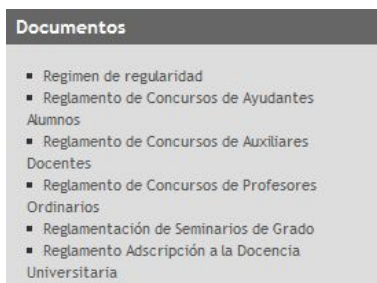 Documentos
Regimen de regularidad
Reglamento de Concursos de Ayudantes
Alumnos
Reglamento de Concursos de Auxiliares
Docentes
Reglamento de Concursos de Profesores
Ordinarios
Reglamentación de Seminarios de Grado
Reglamento Adscripción a la Docencia
Universitaria